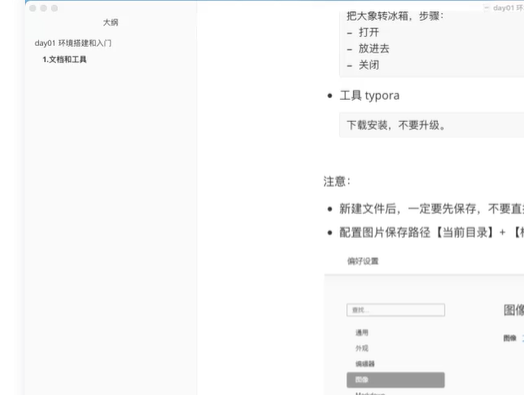 大纲
day01 环境搭建和入门
1.文档和工具
day01 环
把大象转冰箱，步骤：
– 打开
– 放进去
– 关闭
• 工具 typora
下载安装，不要升级。
注意：
• 新建文件后，一定要先保存，不要直
• 配置图片保存路径【当前目录】+ 【
偏好设置
查找...
通用
外观
编辑器
图像
Markdown
图像
图像